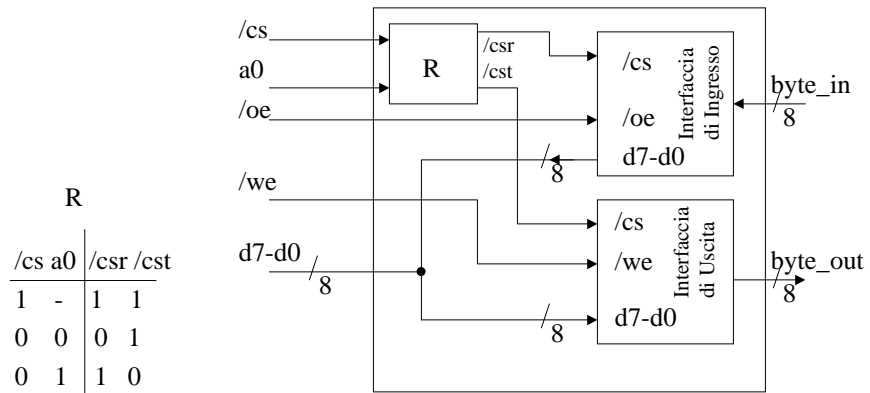 /cs
a0
/oe
/we
d7-d0
8
R
/csr
/cst
/cs
/oe
d7-d0
Interfaccia
di Ingresso
8
byte_in
8
/cs
/we
d7-d0
Interfaccia
di Uscita
8
byte_out
8
R
/cs a0 /csr /cst
1 - 1 1
0 0 0 1
0 1 1 0